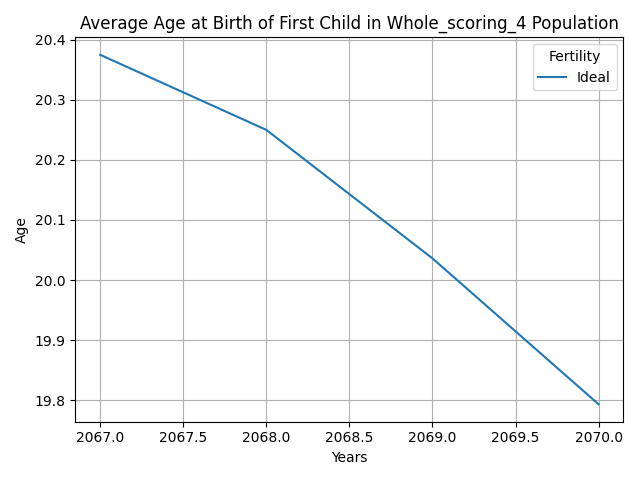 Average Age at Birth of First Child in Whole_scoring_4 Population
20.4
20.3
20.2
20.1
20.0
19.9
19.8
Age
Fertility
Ideal
2067.0 2067.5 2068.0 2068.5 2069.0 2069.5 2070.0
Years